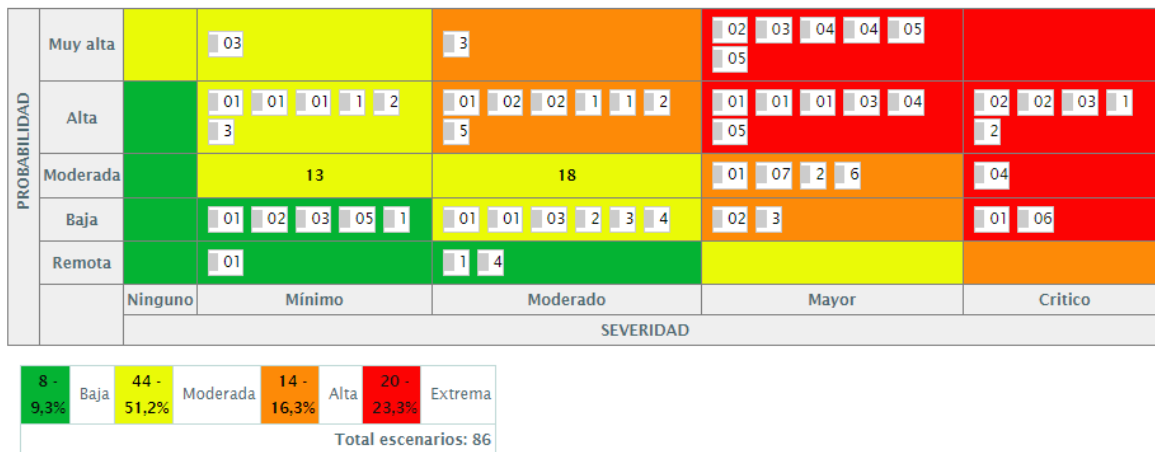 PROBABILIDAD
Muy alta
03
3
02 03 04 04 05
05
Alta
01 01 01 1 2
3
01 02 02 1 1 2
5
01 01 01 03 04
05
02 02 03 1
2
Moderada
13
18
01 07 2 6
04
Baja
01 02 03 05 1
01 01 03 2 3 4
02 3
01 06
Remota
01
1 4
Ninguno Mínimo Moderado Mayor Critico
SEVERIDAD
8 -
9,3%
Baja
44 -
51,2%
Moderada
14 -
16,3%
Alta
20 -
23,3%
Extrema
Total escenarios: 86